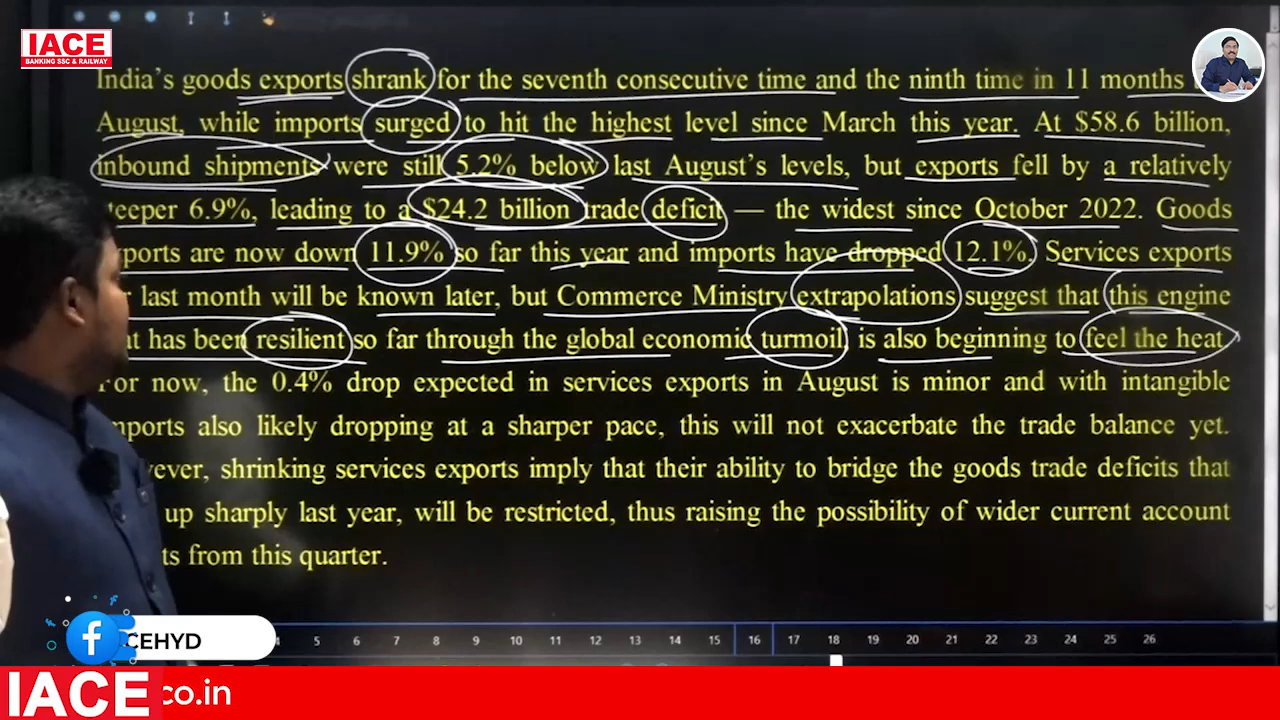 IACE
BANKING SSC & RAILWAY
India's goods exports shrank for the seventh consecutive time and the ninth time in 11 months
August, while imports surged to hit the highest level since March this year. At $58.6 billion,
inbound shipments were still 5.2% below last August's levels, but exports fell by a relatively
teeper 6.9%, leading to a $24.2 billion trade deficit — the widest since October 2022. Goods
ports are now down 11.9% so far this year and imports have dropped 12.1%. Services exports
last month will be known later, but Commerce Ministry extrapolations suggest that this engine
at has been resilient so far through the global economic turmoil, is also beginning to feel the heat
For now, the 0.4% drop expected in services exports in August is minor and with intangible
mports also likely dropping at a sharper pace, this will not exacerbate the trade balance yet.
ever, shrinking services exports imply that their ability to bridge the goods trade deficits that
up sharply last year, will be restricted, thus raising the possibility of wider current account
ts from this quarter.
5 6 7 8 9 10 11 12 13 14 15 16 17 18 19 20 21 22 23 24 25 26
f CEHYD
IACE co.in